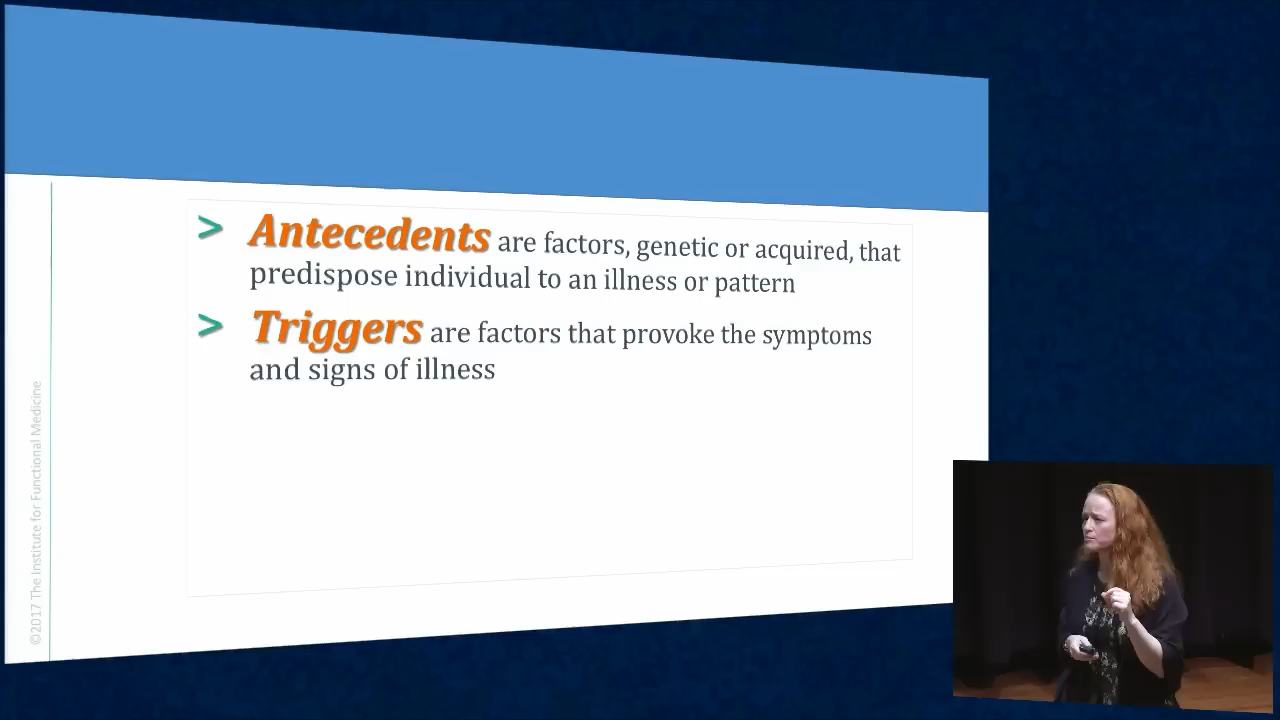 > Antecedents are factors, genetic or acquired, that
predispose individual to an illness or pattern
> Triggers are factors that provoke the symptoms
and signs of illness
©2017 The Institute for Functional Medicine